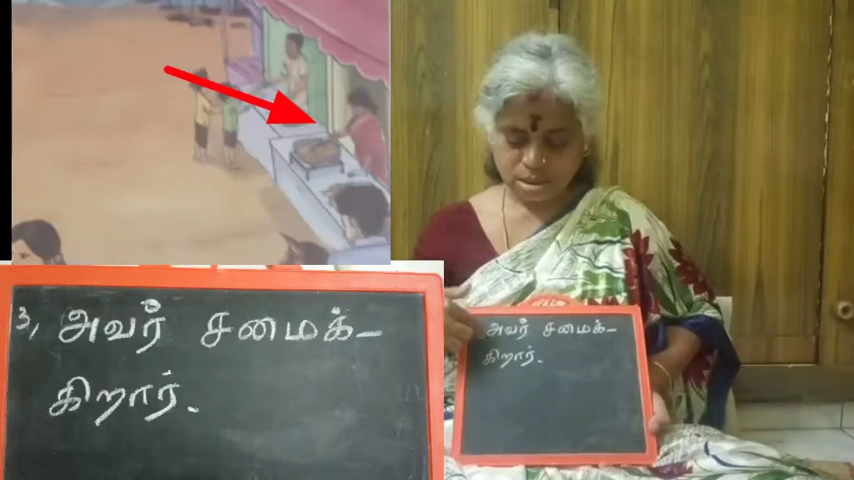 3, அவர் சமைக்-
கிறார்.
அவர் சமைக்-
கிறார்.